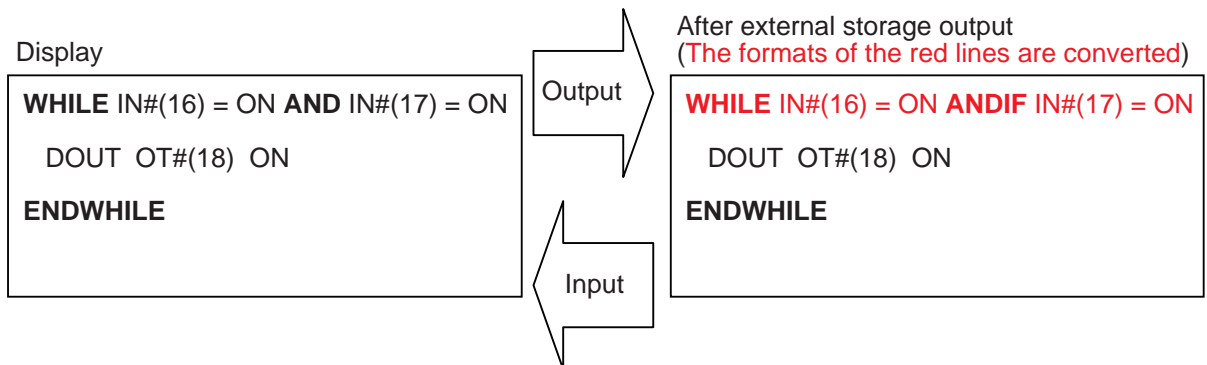 Display
WHILE IN#(16) = ON AND IN#(17) = ON
DOUT OT#(18) ON
ENDWHILE
Output
Input
After external storage output
(The formats of the red lines are converted)
WHILE IN#(16) = ON ANDIF IN#(17) = ON
DOUT OT#(18) ON
ENDWHILE